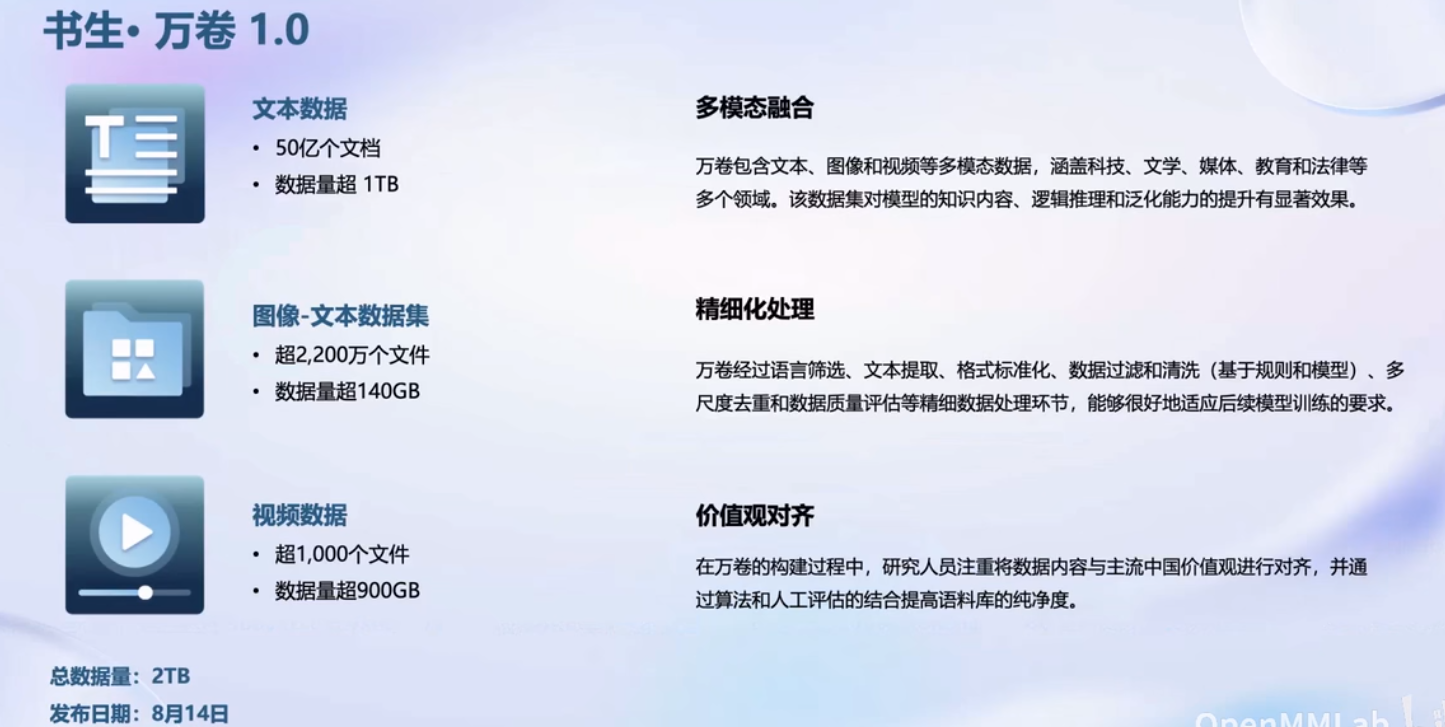 书生·万卷 1.0
文本数据
• 50亿个文档
• 数据量超 1TB
多模态融合
万卷包含文本、图像和视频等多模态数据，涵盖科技、文学、媒体、教育和法律等
多个领域。该数据集对模型的知识内容、逻辑推理和泛化能力的提升有显著效果。
图像-文本数据集
• 超2,200万个文件
• 数据量超140GB
精细化处理
万卷经过语言筛选、文本提取、格式标准化、数据过滤和清洗（基于规则和模型）、多
尺度去重和数据质量评估等精细数据处理环节，能够很好地适应后续模型训练的要求。
视频数据
• 超1,000个文件
• 数据量超900GB
价值观对齐
在万卷的构建过程中，研究人员注重将数据内容与主流中国价值观进行对齐，并通
过算法和人工评估的结合提高语料库的纯净度。
总数据量：2TB
发布日期：8月14日
OpenMMLab